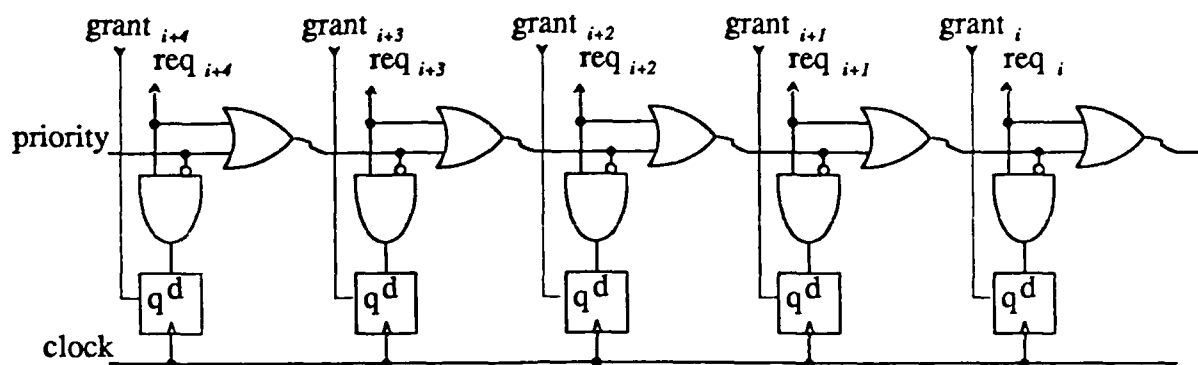 grant i+4 grant i+3 grant i+2 grant i+1 grant i
req i+4 req i+3 req i+2 req i+1 req i
priority
q d q d q d q d q d
clock